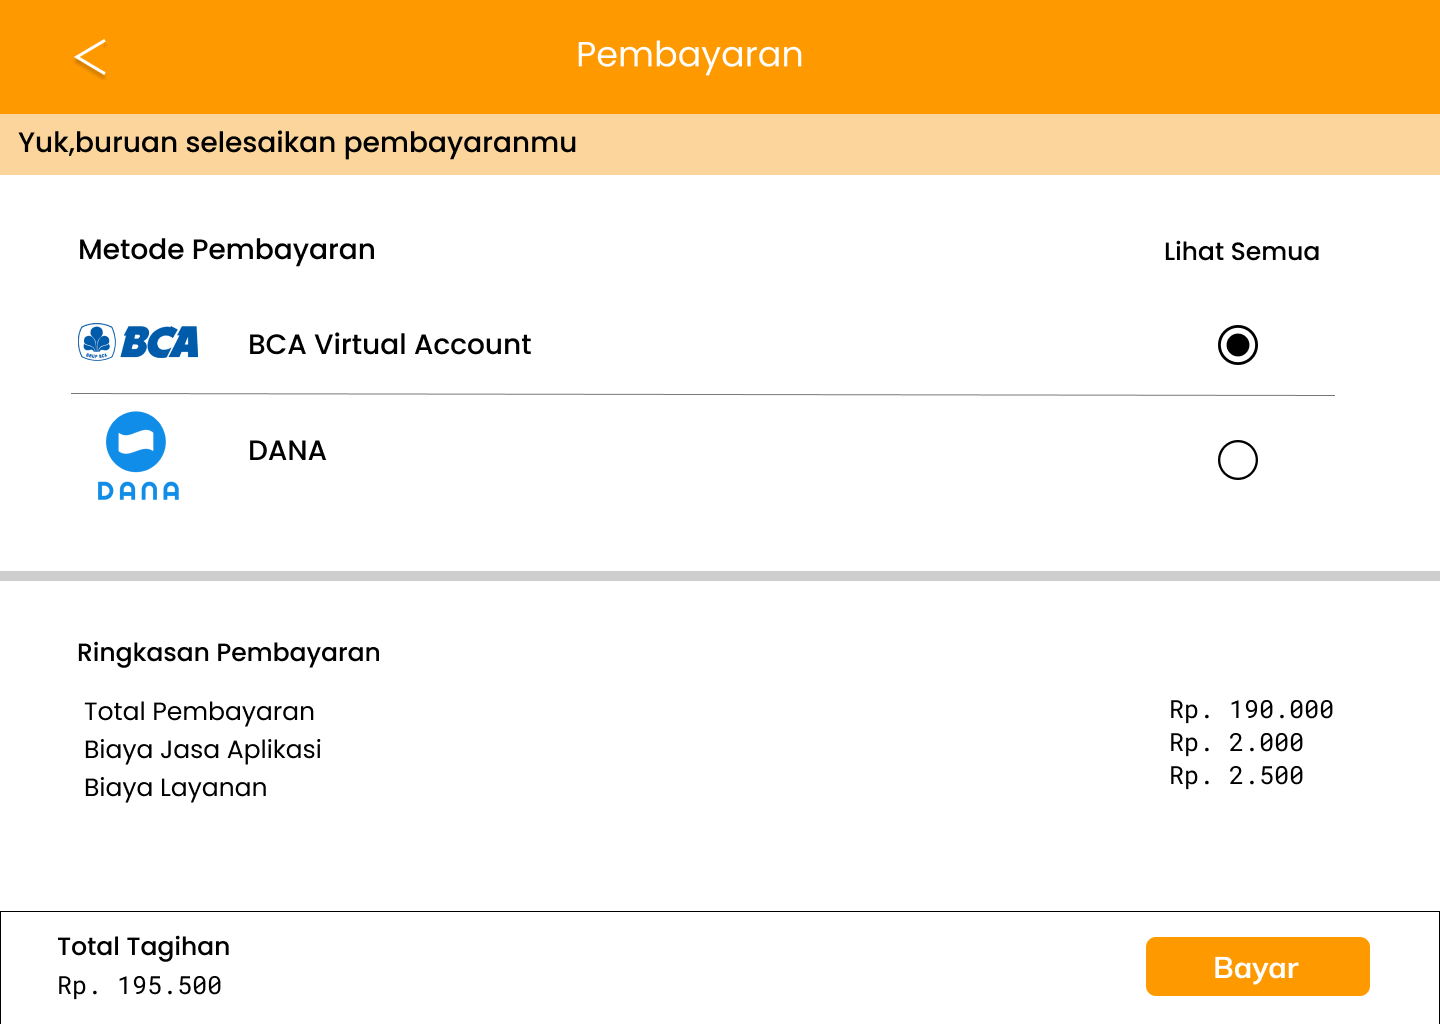 Pembayaran
Yuk,buruan selesaikan pembayaranmu
Metode Pembayaran
Lihat Semua
GRUP BCA
BCA
BCA Virtual Account
DANA
DANA
Ringkasan Pembayaran
Total Pembayaran Rp. 190.000
Biaya Jasa Aplikasi Rp. 2.000
Biaya Layanan Rp. 2.500
Total Tagihan
Rp. 195.500
Bayar